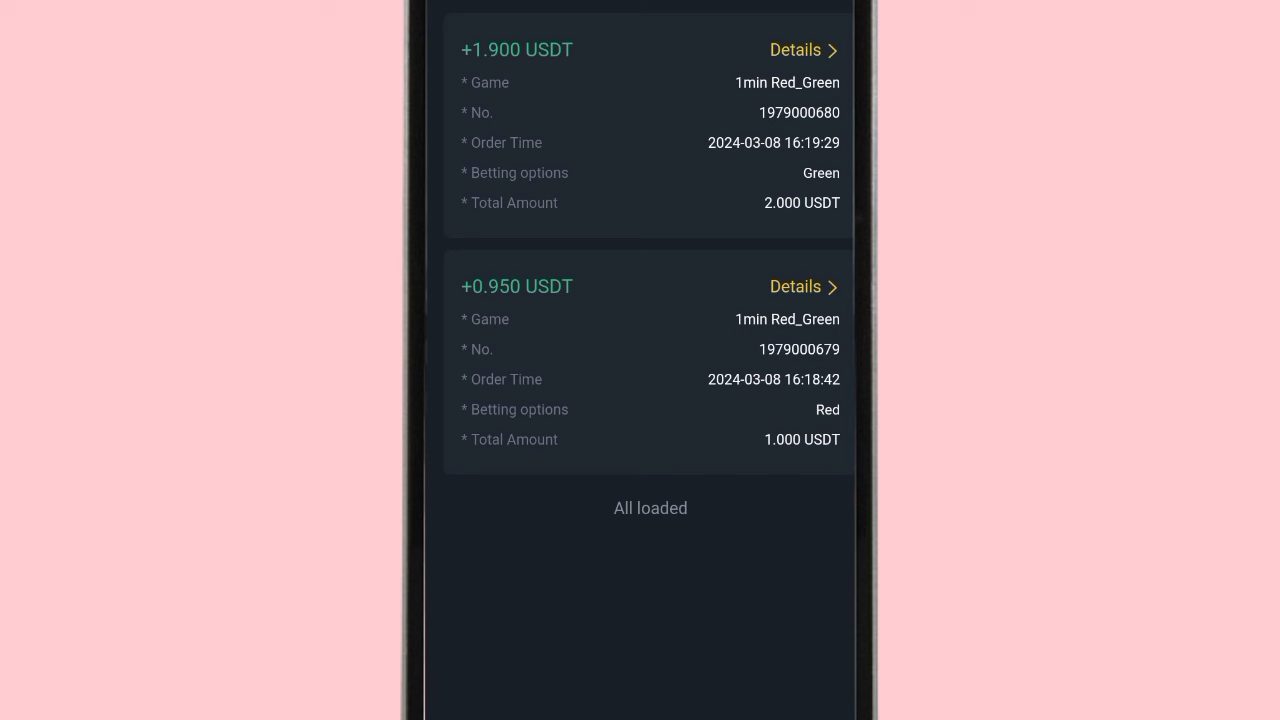 +1.900 USDT Details
* Game 1min Red_Green
* No. 1979000680
* Order Time 2024-03-08 16:19:29
* Betting options Green
* Total Amount 2.000 USDT
+0.950 USDT Details
* Game 1min Red_Green
* No. 1979000679
* Order Time 2024-03-08 16:18:42
* Betting options Red
* Total Amount 1.000 USDT
All loaded